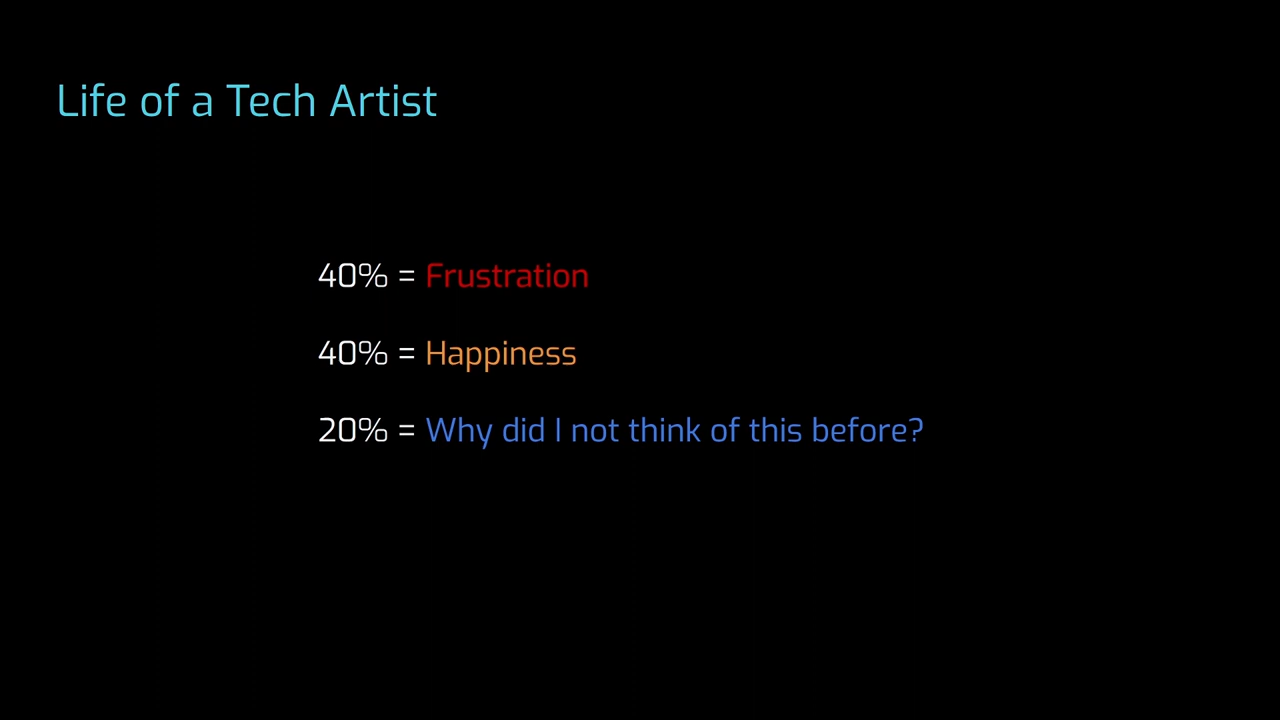 Life of a Tech Artist
40% = Frustration
40% = Happiness
20% = Why did I not think of this before?